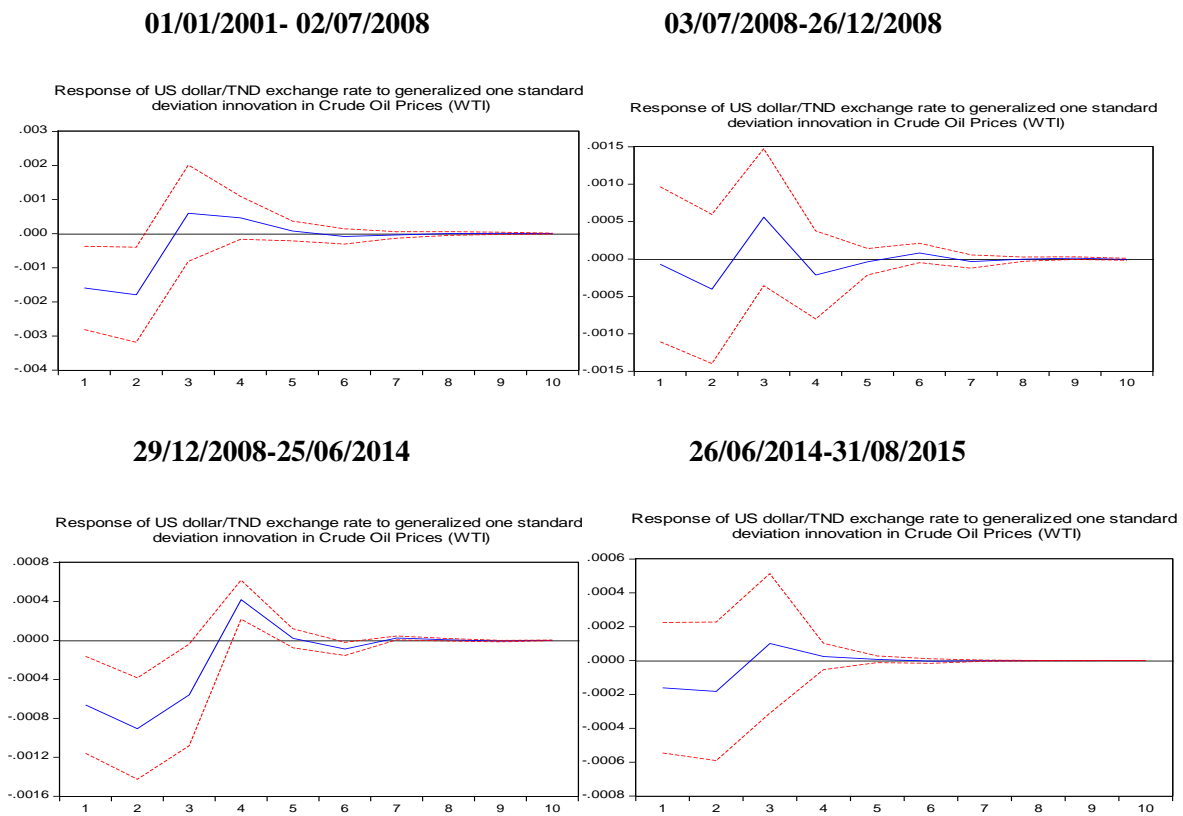 01/01/2001- 02/07/2008
03/07/2008-26/12/2008
Response of US dollar/TND exchange rate to generalized one standard
deviation innovation in Crude Oil Prices (WTI)
.003
.002
.001
.000
-.001
-.002
-.003
-.004
1 2 3 4 5 6 7 8 9 10
Response of US dollar/TND exchange rate to generalized one standard
deviation innovation in Crude Oil Prices (WTI)
.0015
.0010
.0005
.0000
-.0005
-.0010
-.0015
1 2 3 4 5 6 7 8 9 10
29/12/2008-25/06/2014
26/06/2014-31/08/2015
Response of US dollar/TND exchange rate to generalized one standard
deviation innovation in Crude Oil Prices (WTI)
.0008
.0004
.0000
-.0004
-.0008
-.0012
-.0016
1 2 3 4 5 6 7 8 9 10
Response of US dollar/TND exchange rate to generalized one standard
deviation innovation in Crude Oil Prices (WTI)
.0006
.0004
.0002
.0000
-.0002
-.0004
-.0006
-.0008
1 2 3 4 5 6 7 8 9 10